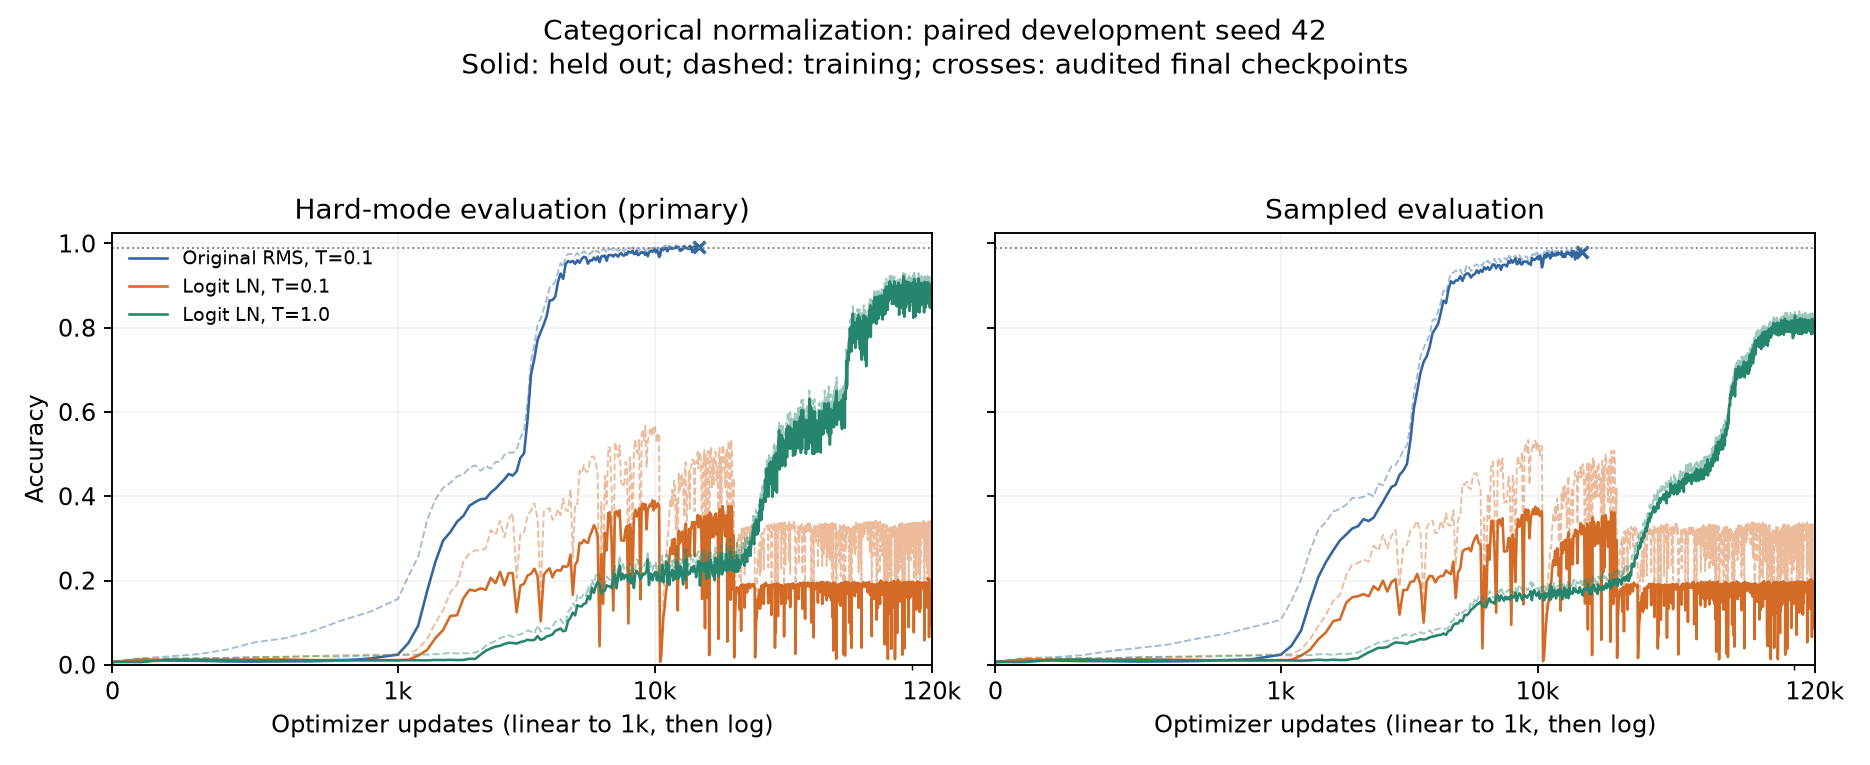 Categorical normalization: paired development seed 42
Solid: held out; dashed: training; crosses: audited final checkpoints
Hard-mode evaluation (primary)
Original RMS, T=0.1
Logit LN, T=0.1
Logit LN, T=1.0
Accuracy
1.0
0.8
0.6
0.4
0.2
0.0
0
1k
10k
120k
Optimizer updates (linear to 1k, then log)
Sampled evaluation
0
1k
10k
120k
Optimizer updates (linear to 1k, then log)